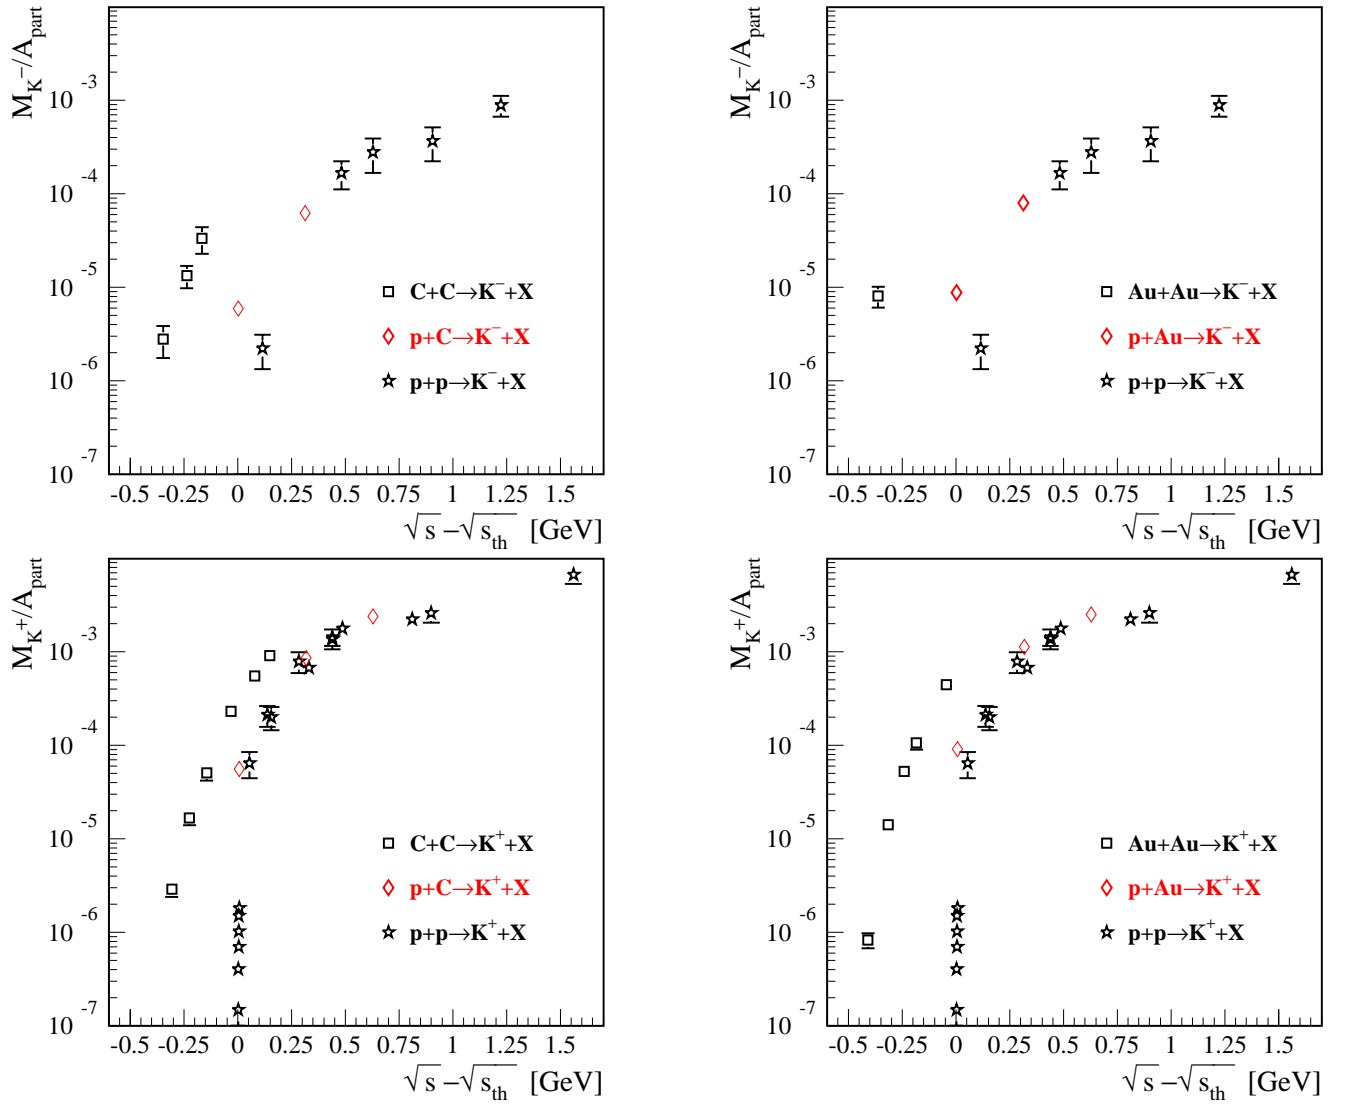 M_K⁻/A_part
10⁻³
10⁻⁴
10⁻⁵
10⁻⁶
10⁻⁷
C+C→K⁻+X
p+C→K⁻+X
p+p→K⁻+X
-0.5 -0.25 0 0.25 0.5 0.75 1 1.25 1.5
√s −√s_th [GeV]
M_K⁻/A_part
10⁻³
10⁻⁴
10⁻⁵
10⁻⁶
10⁻⁷
Au+Au→K⁻+X
p+Au→K⁻+X
p+p→K⁻+X
-0.5 -0.25 0 0.25 0.5 0.75 1 1.25 1.5
√s −√s_th [GeV]
M_K⁺/A_part
10⁻³
10⁻⁴
10⁻⁵
10⁻⁶
10⁻⁷
C+C→K⁺+X
p+C→K⁺+X
p+p→K⁺+X
-0.5 -0.25 0 0.25 0.5 0.75 1 1.25 1.5
√s −√s_th [GeV]
M_K⁺/A_part
10⁻³
10⁻⁴
10⁻⁵
10⁻⁶
10⁻⁷
Au+Au→K⁺+X
p+Au→K⁺+X
p+p→K⁺+X
-0.5 -0.25 0 0.25 0.5 0.75 1 1.25 1.5
√s −√s_th [GeV]